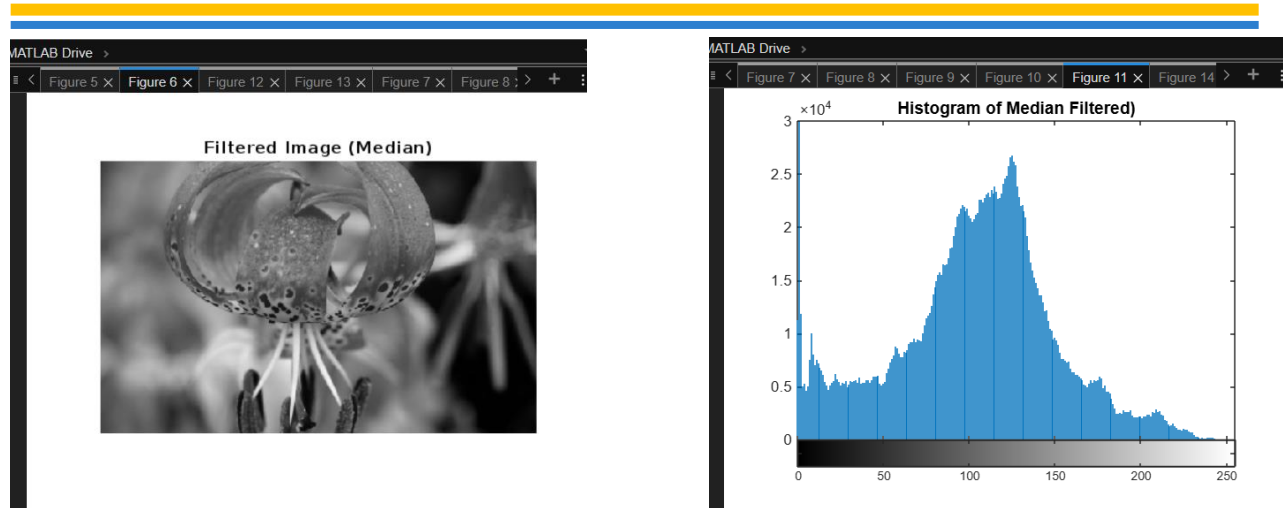 MATLAB Drive >
Figure 5 × Figure 6 × Figure 12 × Figure 13 × Figure 7 × Figure 8
Filtered Image (Median)
MATLAB Drive >
Figure 7 × Figure 8 × Figure 9 × Figure 10 × Figure 11 × Figure 14
Histogram of Median Filtered)
×10⁴
3
2.5
2
1.5
1
0.5
0
0 50 100 150 200 250